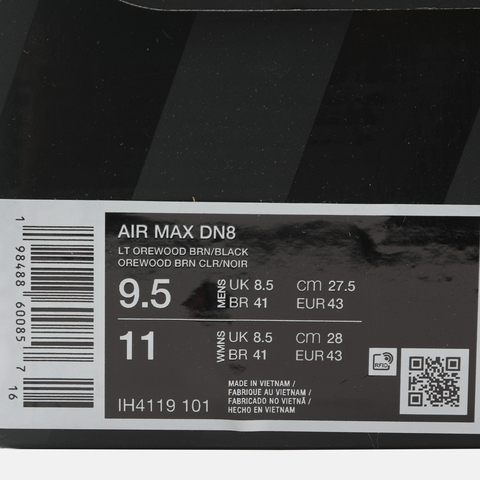 AIR MAX DN8
LT OREWOOD BRN/BLACK
OREWOOD BRN CLR/NOIR
9.5 MENS UK 8.5 CM 27.5
BR 41 EUR 43
11 WMNS UK 8.5 CM 28
BR 41 EUR 43
MADE IN VIETNAM /
FABRIQUE AU VIETNAM /
FABRICADO NO VIETNÃ /
HECHO EN VIETNAM
IH4119 101
RFID
1 98488 60085 7 16